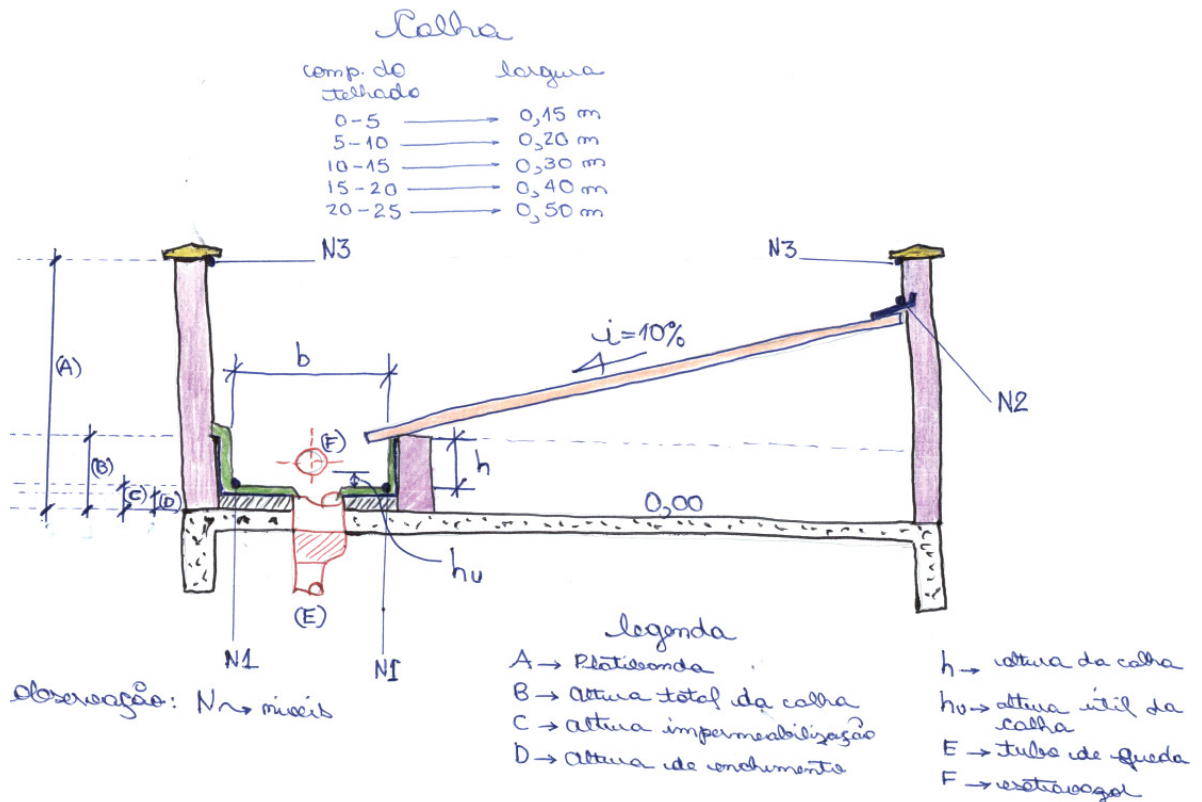 Calha
comp. do telhado
largura
0-5 → 0,15 m
5-10 → 0,20 m
10-15 → 0,30 m
15-20 → 0,40 m
20-25 → 0,50 m
N3
N3
i=10%
(A)
b
N2
(F)
(B)
h
(C)
(D)
0,00
hu
(E)
N1
N1
observação: N → níveis
legenda
A → Platibanda
B → altura total da calha
C → altura impermeabilização
D → altura de enchimento
h → altura da calha
hu → altura útil da
calha
E → tubo de queda
F → extravazor